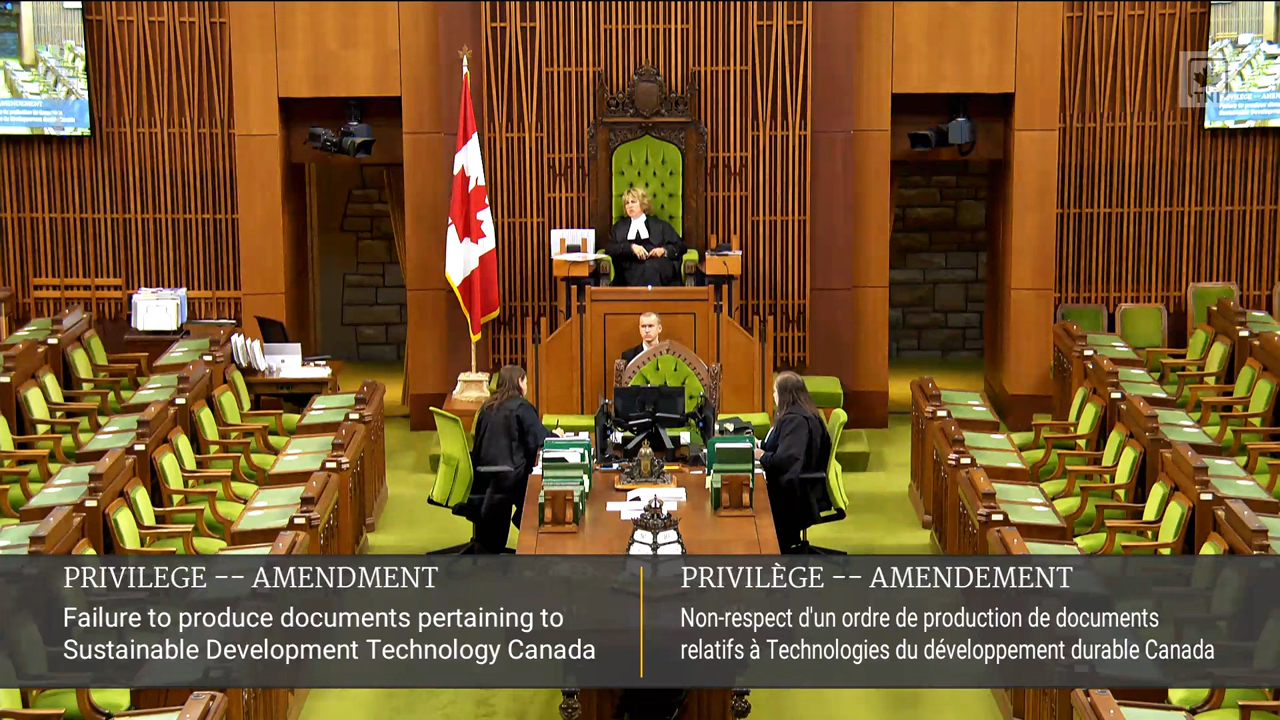 PRIVILEGE -- AMENDMENT
Failure to produce documents pertaining to
Sustainable Development Technology Canada
PRIVILÈGE -- AMENDEMENT
Non-respect d'un ordre de production de documents
relatifs à Technologies du développement durable Canada